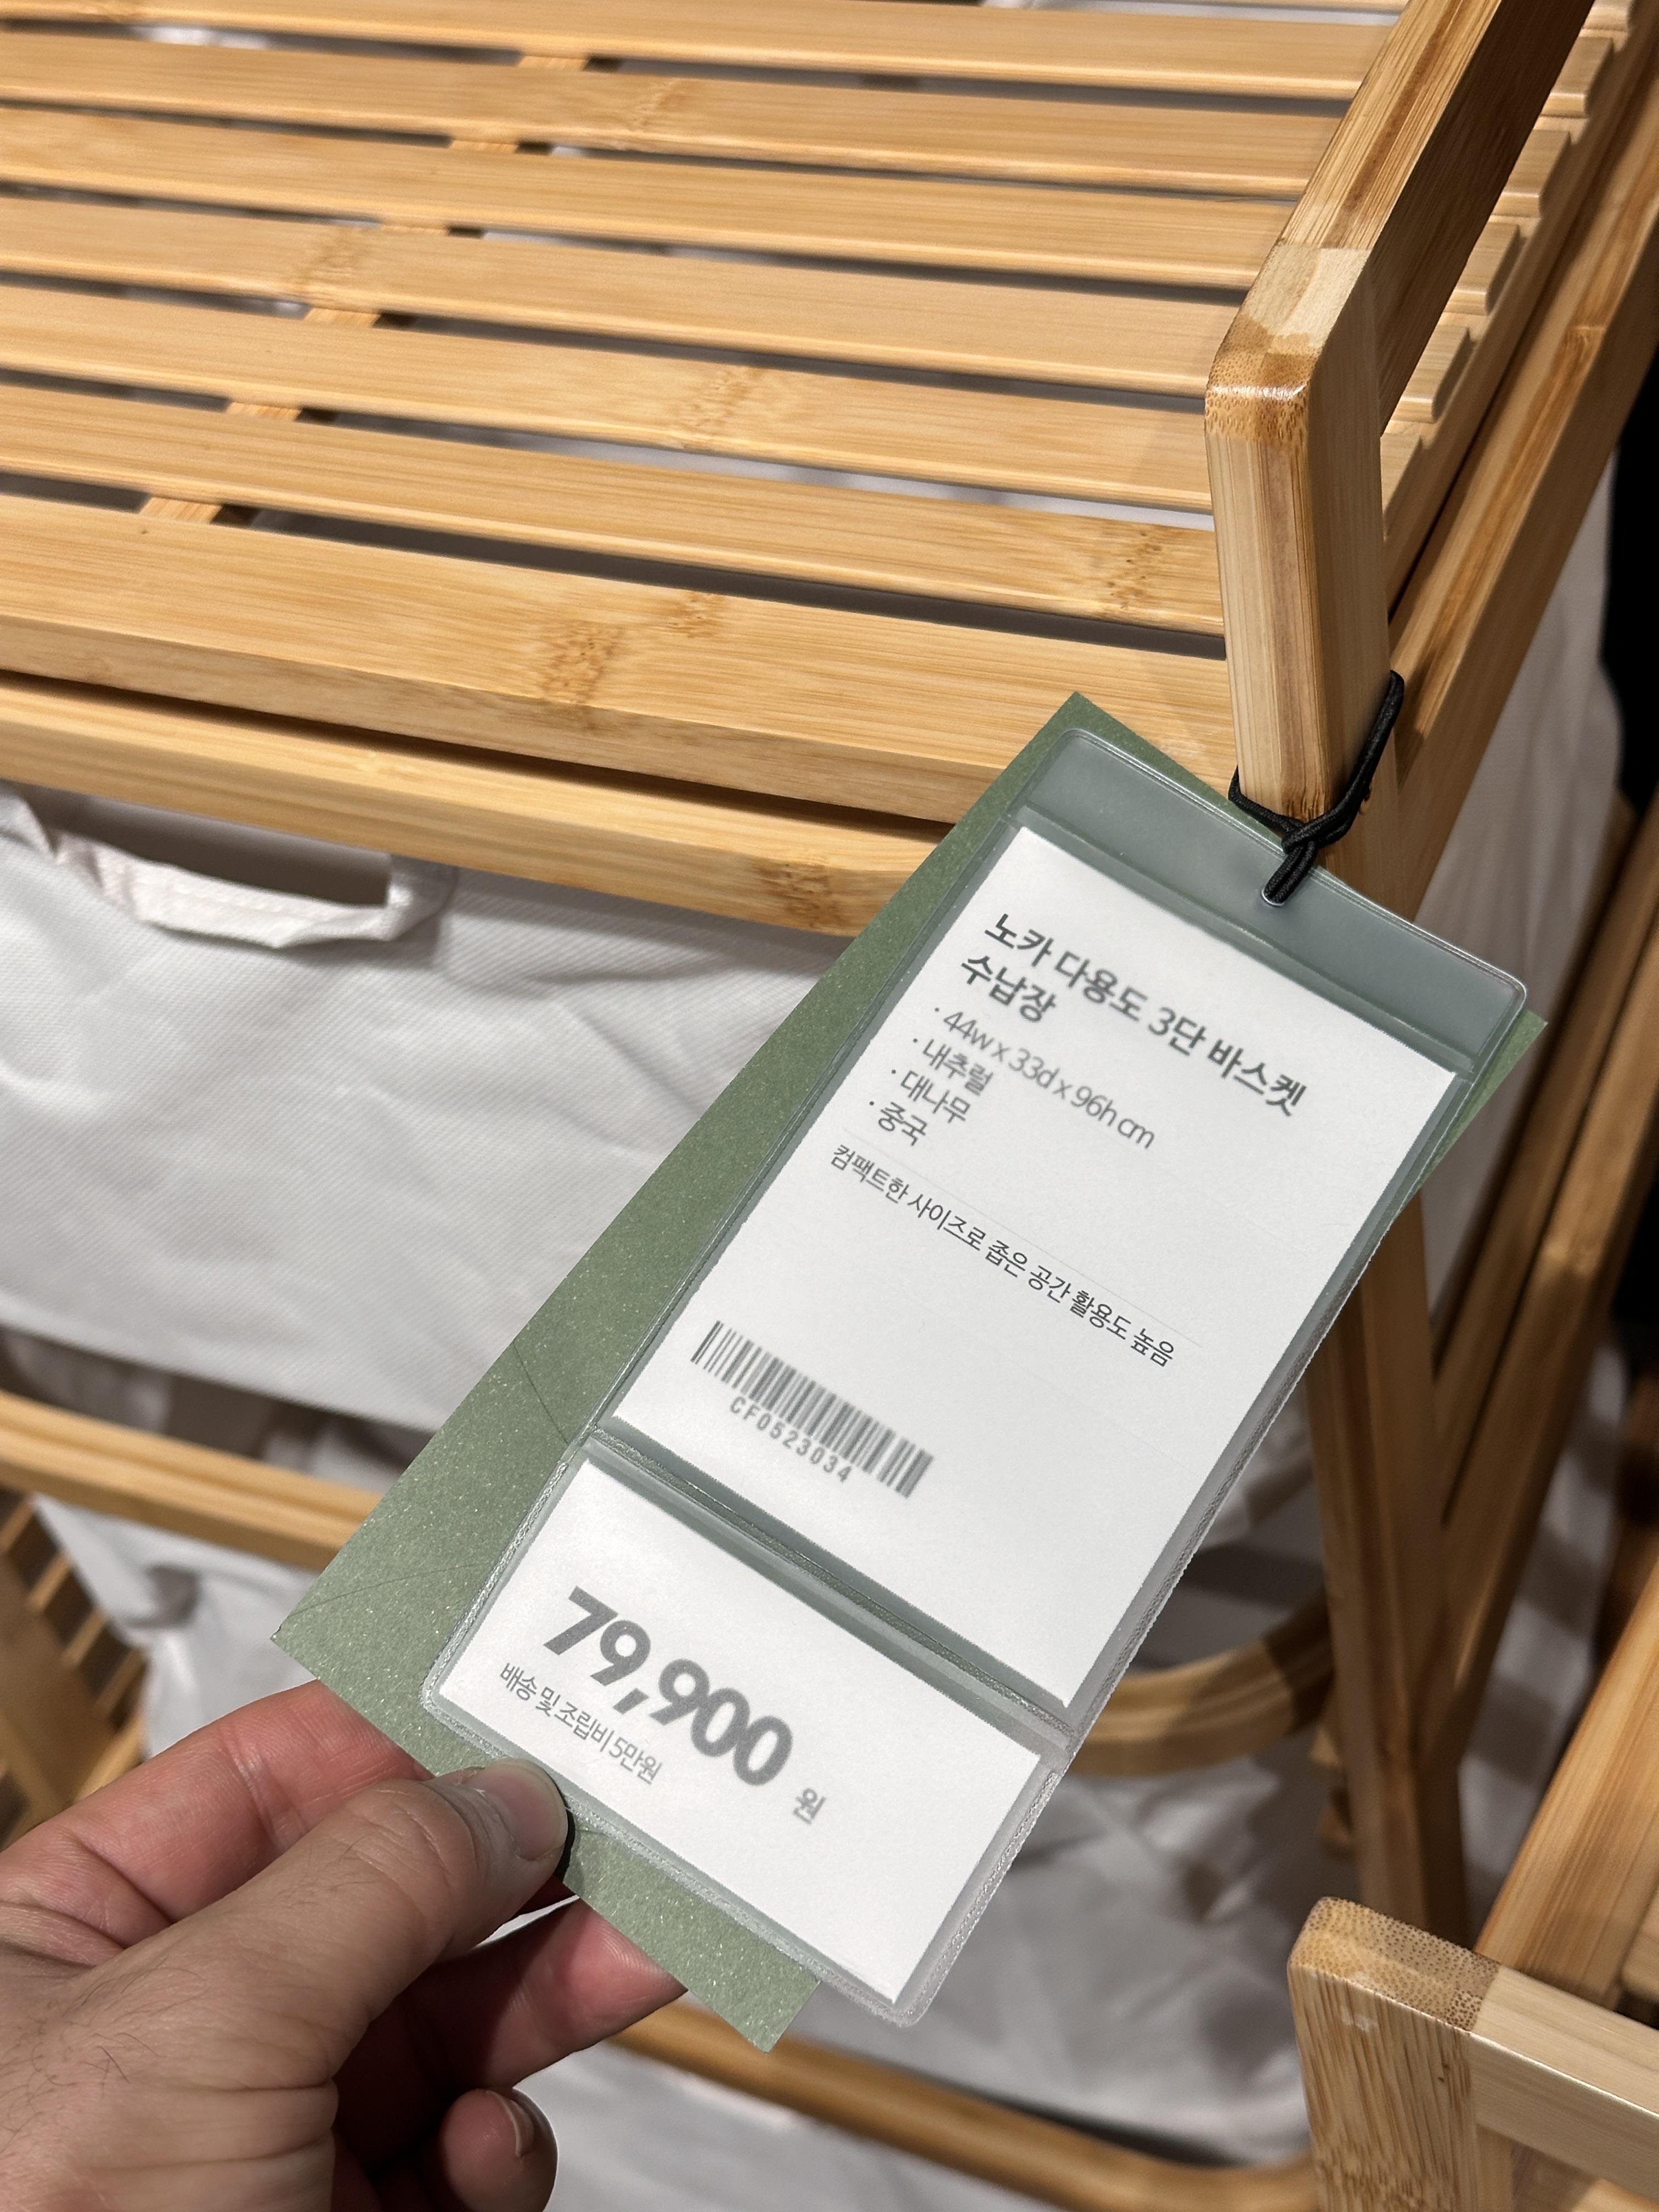 노카 다용도 3단 바스켓
수납장
· 44w x 33d x 96h cm
· 내추럴
· 대나무
· 중국
컴팩트한 사이즈로 좁은 공간 활용도 높음
CF0523034
79,900 원
배송 및 조립비 5만원